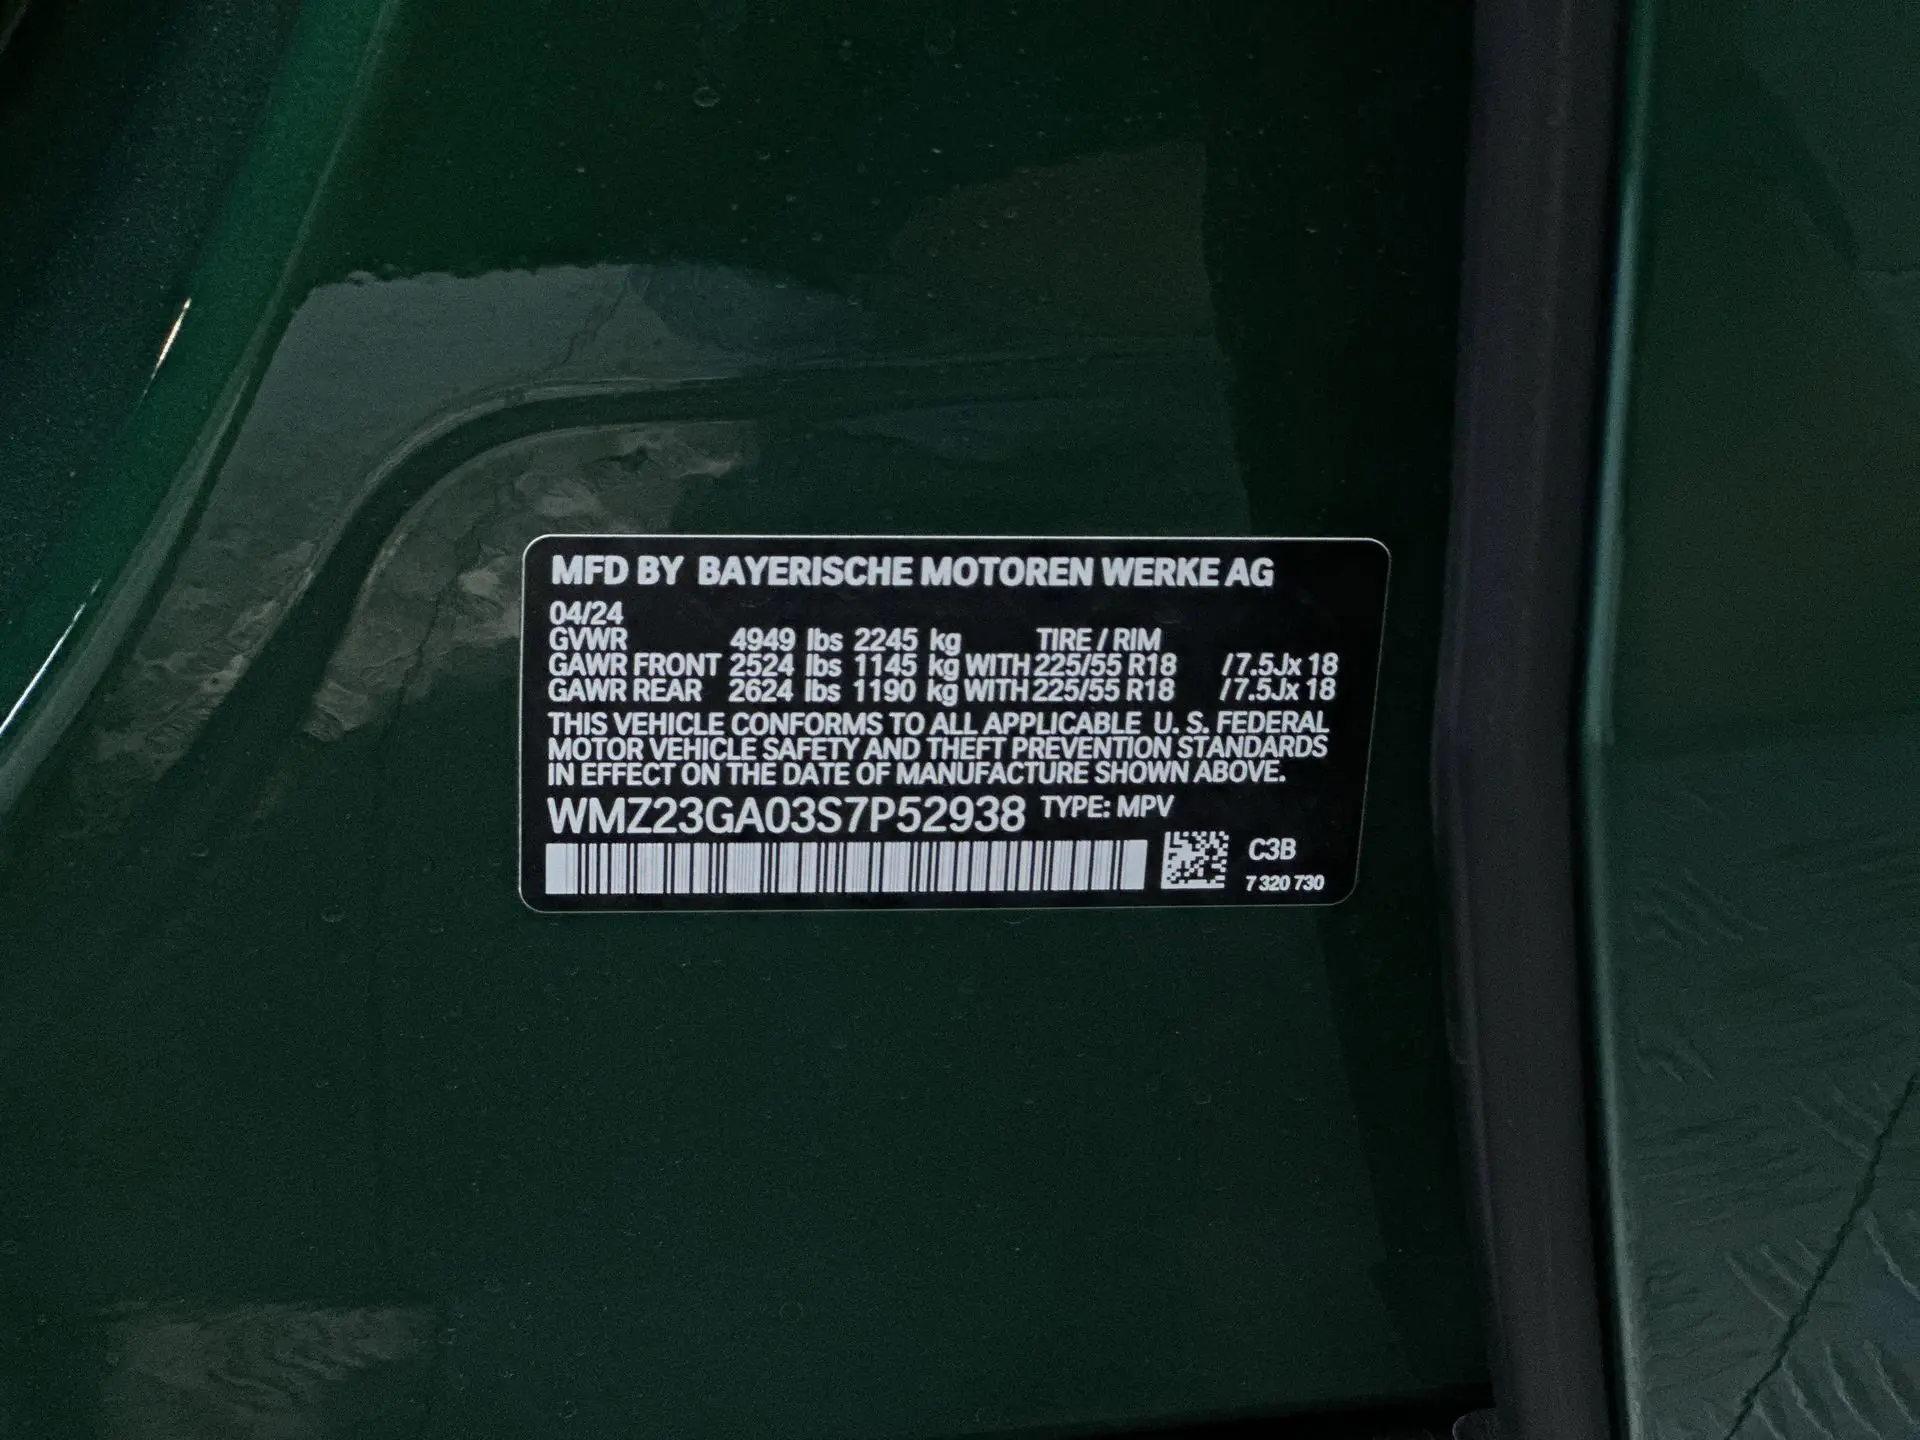 MFD BY BAYERISCHE MOTOREN WERKE AG
04/24
GVWR 4949 lbs 2245 kg TIRE / RIM
GAWR FRONT 2524 lbs 1145 kg WITH 225/55 R18 /7.5Jx 18
GAWR REAR 2624 lbs 1190 kg WITH 225/55 R18 /7.5Jx 18
THIS VEHICLE CONFORMS TO ALL APPLICABLE U. S. FEDERAL
MOTOR VEHICLE SAFETY AND THEFT PREVENTION STANDARDS
IN EFFECT ON THE DATE OF MANUFACTURE SHOWN ABOVE.
WMZ23GA03S7P52938 TYPE: MPV
C3B
7 320 730